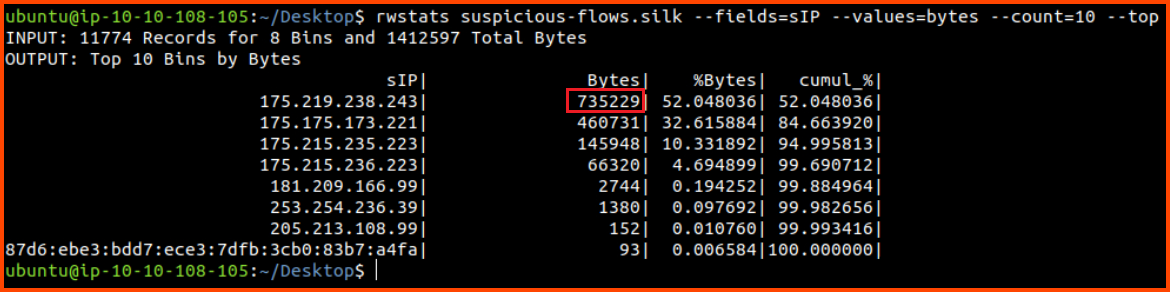 ubuntu@ip-10-10-108-105:~/Desktop$ rwstats suspicious-flows.silk --fields=sIP --values=bytes --count=10 --top
INPUT: 11774 Records for 8 Bins and 1412597 Total Bytes
OUTPUT: Top 10 Bins by Bytes
sIP| Bytes| %Bytes| cumul_%|
175.219.238.243| 735229| 52.048036| 52.048036|
175.175.173.221| 460731| 32.615884| 84.663920|
175.215.235.223| 145948| 10.331892| 94.995813|
175.215.236.223| 66320| 4.694899| 99.690712|
181.209.166.99| 2744| 0.194252| 99.884964|
253.254.236.39| 1380| 0.097692| 99.982656|
205.213.108.99| 152| 0.010760| 99.993416|
87d6:ebe3:bdd7:ece3:7dfb:3cb0:83b7:a4fa| 93| 0.006584|100.000000|
ubuntu@ip-10-10-108-105:~/Desktop$